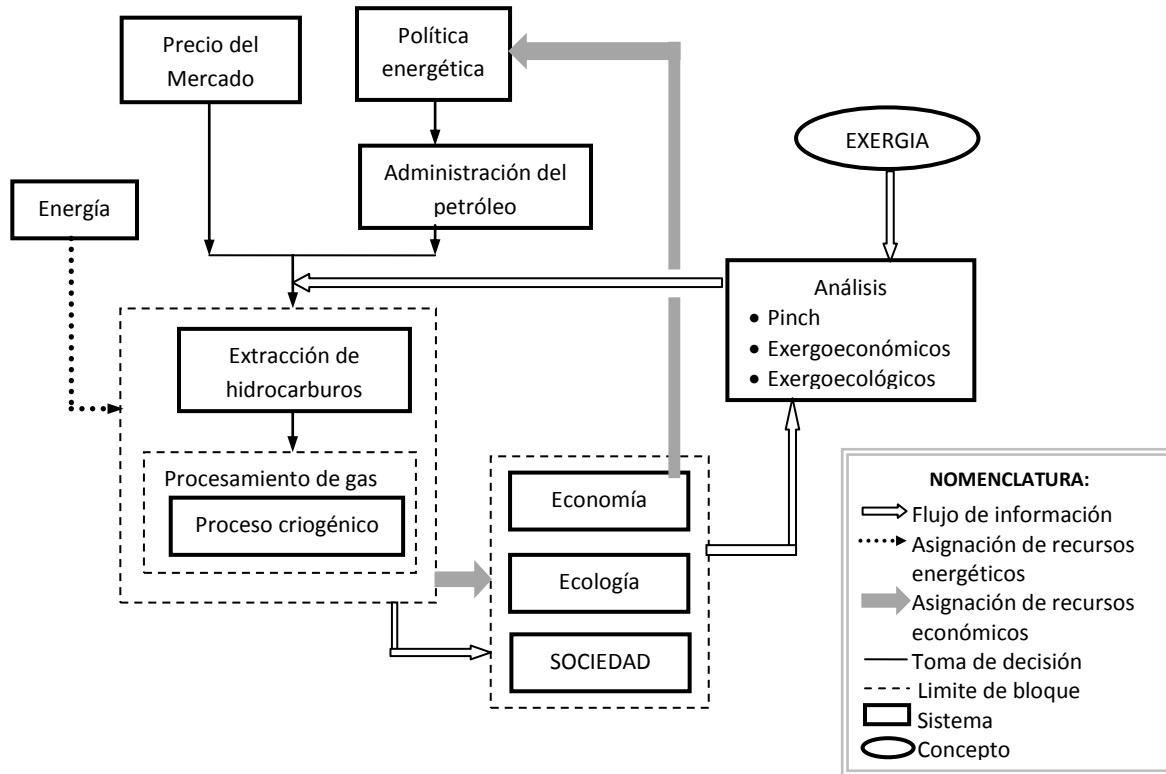 Precio del
Mercado
Política
energética
EXERGIA
Administración del
petróleo
Energía
Análisis
• Pinch
• Exergoeconómicos
• Exergoecológicos
Extracción de
hidrocarburos
Procesamiento de gas
Proceso criogénico
Economía
Ecología
SOCIEDAD
NOMENCLATURA:
Flujo de información
Asignación de recursos
energéticos
Asignación de recursos
económicos
Toma de decisión
Limite de bloque
Sistema
Concepto